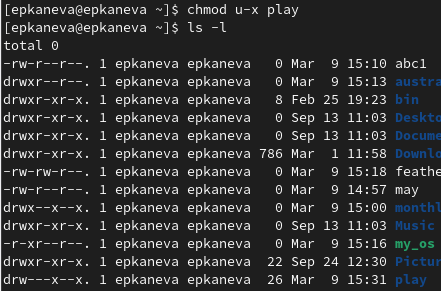 [epkaneva@epkaneva ~]$ chmod u-x play
[epkaneva@epkaneva ~]$ ls -l
total 0
-rw-r--r--. 1 epkaneva epkaneva   0 Mar  9 15:10 abc1
drwxr--r--. 1 epkaneva epkaneva   0 Mar  9 15:13 austra
drwxr-xr-x. 1 epkaneva epkaneva   8 Feb 25 19:23 bin
drwxr-xr-x. 1 epkaneva epkaneva   0 Sep 13 11:03 Deskto
drwxr-xr-x. 1 epkaneva epkaneva   0 Sep 13 11:03 Docume
drwxr-xr-x. 1 epkaneva epkaneva 786 Mar  1 11:58 Downlo
-rw-rw-r--. 1 epkaneva epkaneva   0 Mar  9 15:18 feathe
-rw-r--r--. 1 epkaneva epkaneva   0 Mar  9 14:57 may
drwx--x--x. 1 epkaneva epkaneva   0 Mar  9 15:00 monthl
drwxr-xr-x. 1 epkaneva epkaneva   0 Sep 13 11:03 Music
-r-xr--r--. 1 epkaneva epkaneva   0 Mar  9 15:16 my_os
drwxr-xr-x. 1 epkaneva epkaneva  22 Sep 24 12:30 Pictur
drw---x--x. 1 epkaneva epkaneva  26 Mar  9 15:31 play